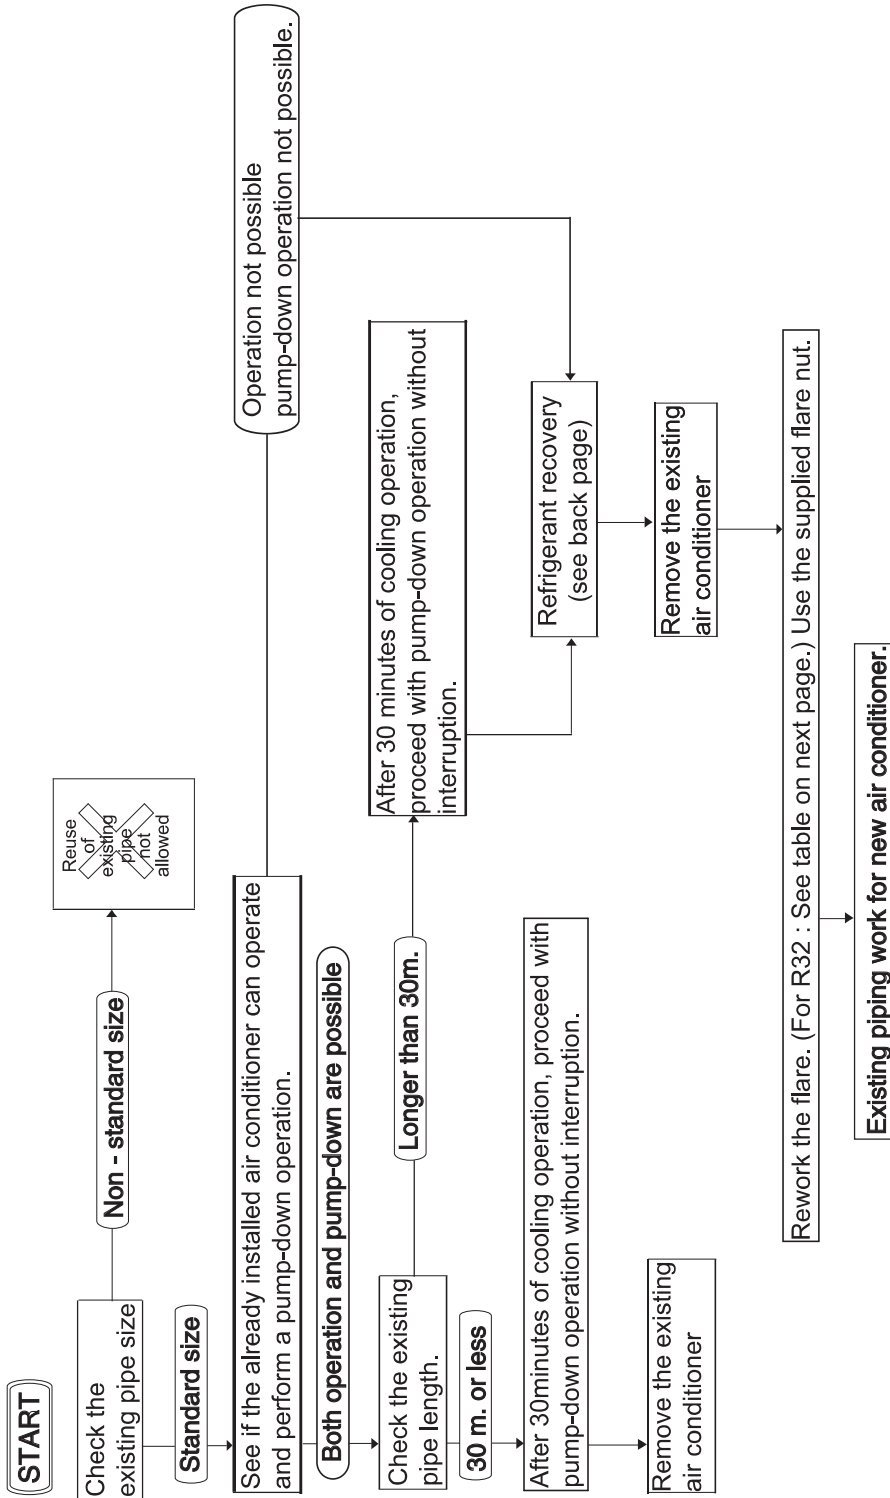 START
Check the
existing pipe size
Non - standard size
Reuse
of
existing
pipe
not
allowed
Standard size
See if the already installed air conditioner can operate
and perform a pump-down operation.
Operation not possible
pump-down operation not possible.
Both operation and pump-down are possible
Check the existing
pipe length.
Longer than 30m.
After 30 minutes of cooling operation,
proceed with pump-down operation without
interruption.
30 m. or less
After 30minutes of cooling operation, proceed with
pump-down operation without interruption.
Refrigerant recovery
(see back page)
Remove the existing
air conditioner
Remove the existing
air conditioner
Rework the flare. (For R32 : See table on next page.) Use the supplied flare nut.
Existing piping work for new air conditioner.